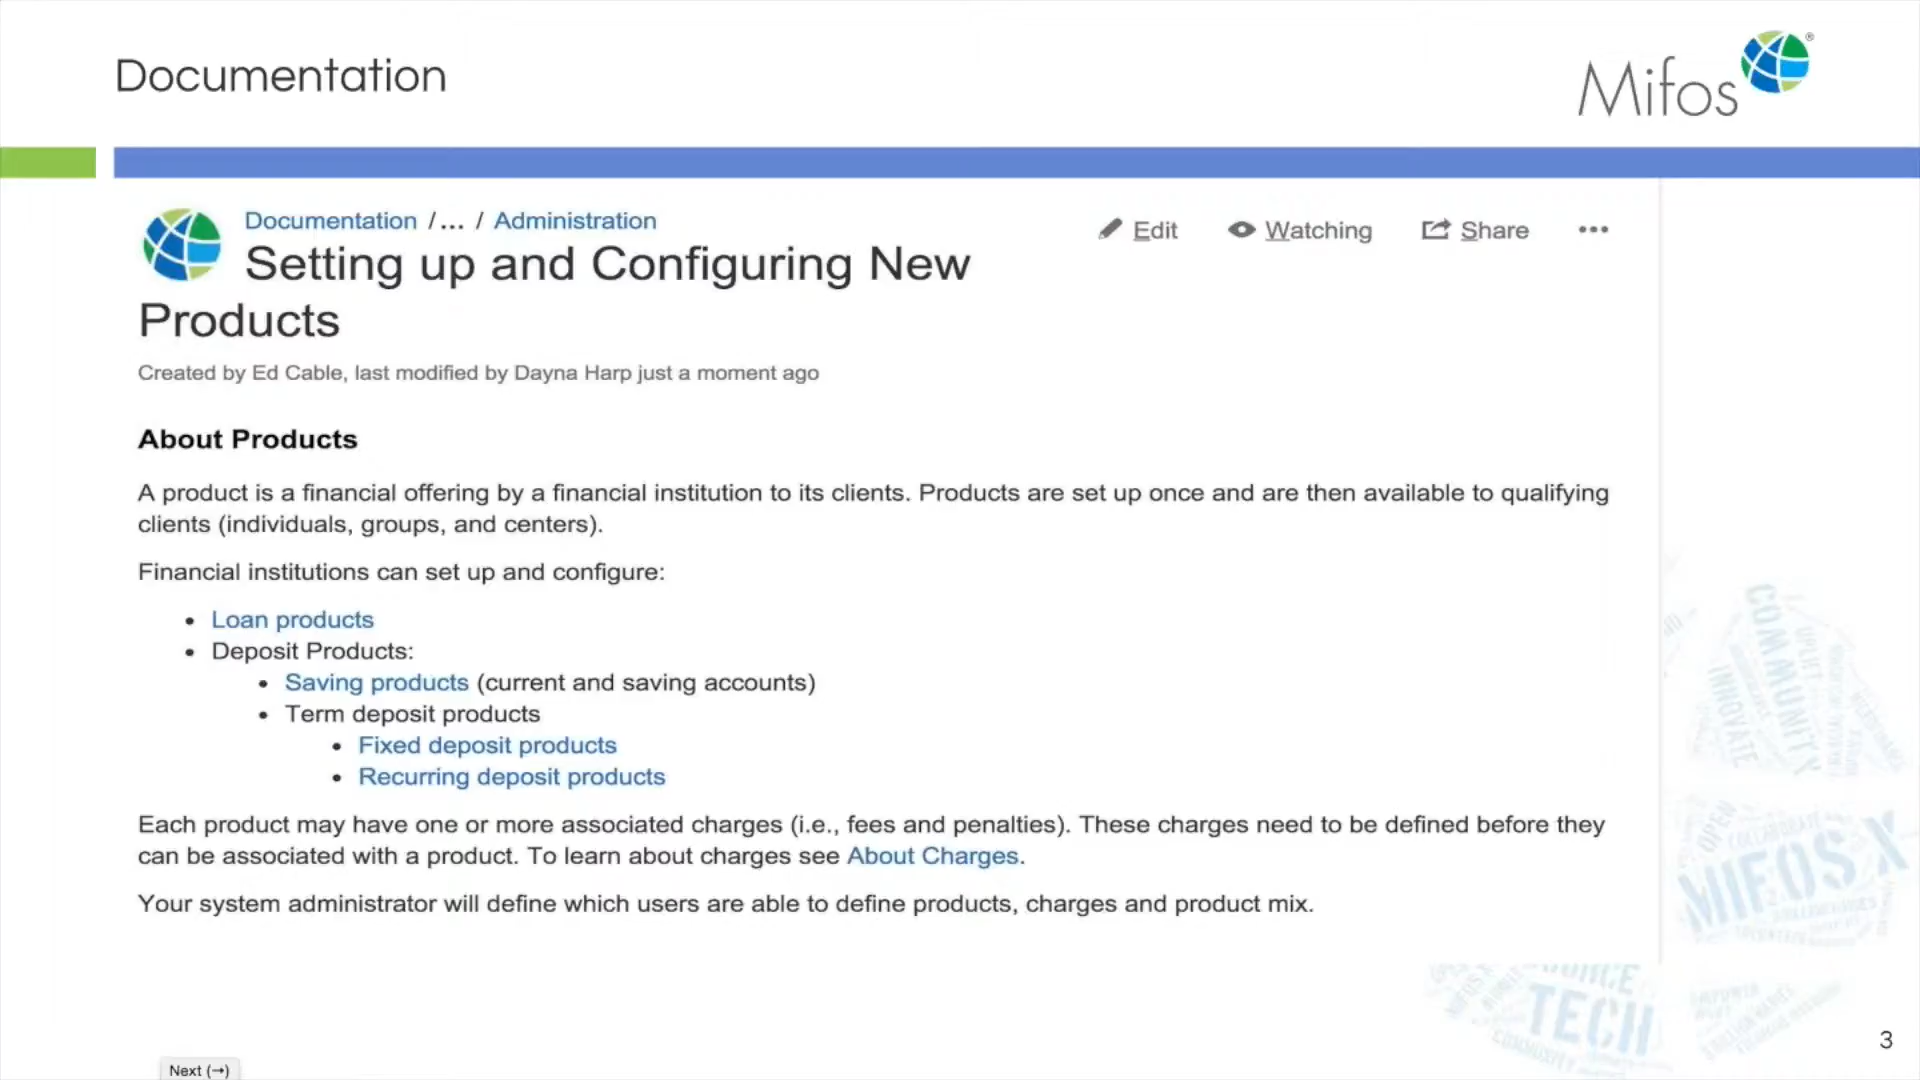 Documentation
Mifos®
Documentation / ... / Administration
Edit
Watching
Share
•••
Setting up and Configuring New
Products
Created by Ed Cable, last modified by Dayna Harp just a moment ago
About Products
A product is a financial offering by a financial institution to its clients. Products are set up once and are then available to qualifying
clients (individuals, groups, and centers).
Financial institutions can set up and configure:
• Loan products
• Deposit Products:
• Saving products (current and saving accounts)
• Term deposit products
• Fixed deposit products
• Recurring deposit products
Each product may have one or more associated charges (i.e., fees and penalties). These charges need to be defined before they
can be associated with a product. To learn about charges see About Charges.
Your system administrator will define which users are able to define products, charges and product mix.
COMMUNITY
UPLIFT
INNOVATE
OPEN
COLLABORATE
MIFOS X
TECH
COMMUNITY
3
Next (→)